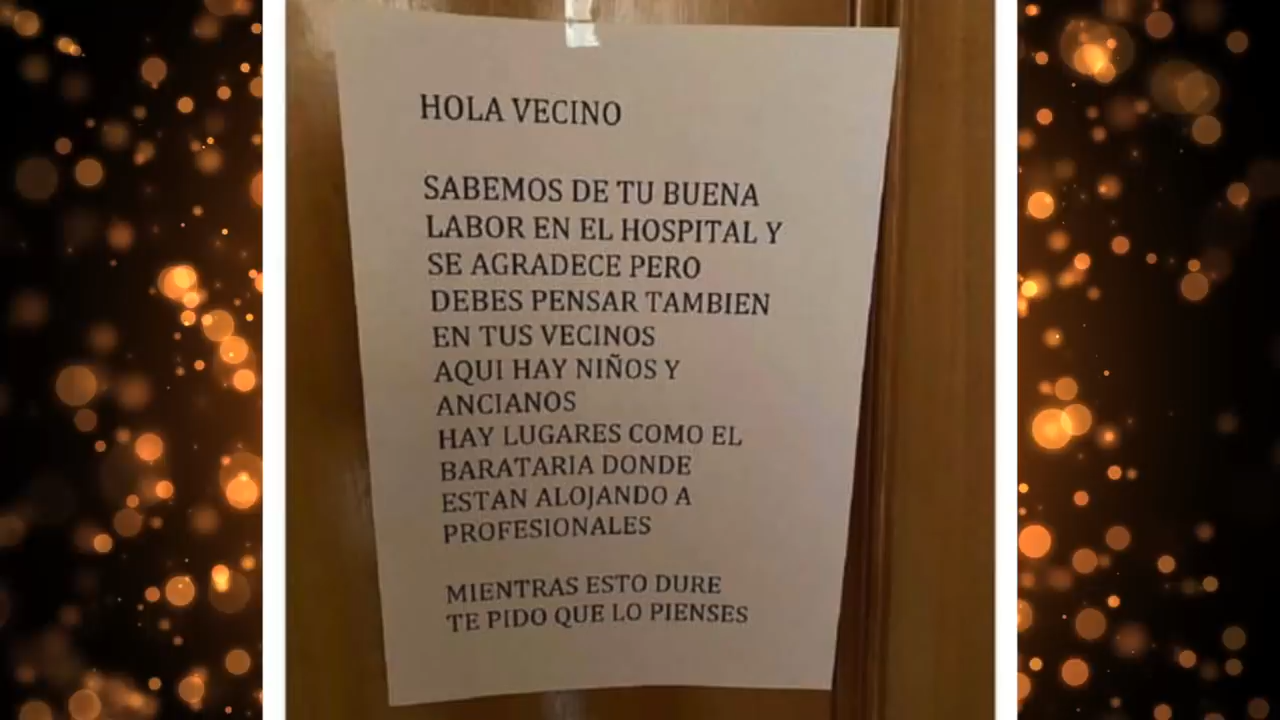 HOLA VECINO
SABEMOS DE TU BUENA
LABOR EN EL HOSPITAL Y
SE AGRADECE PERO
DEBES PENSAR TAMBIEN
EN TUS VECINOS
AQUI HAY NIÑOS Y
ANCIANOS
HAY LUGARES COMO EL
BARATARIA DONDE
ESTAN ALOJANDO A
PROFESIONALES
MIENTRAS ESTO DURE
TE PIDO QUE LO PIENSES